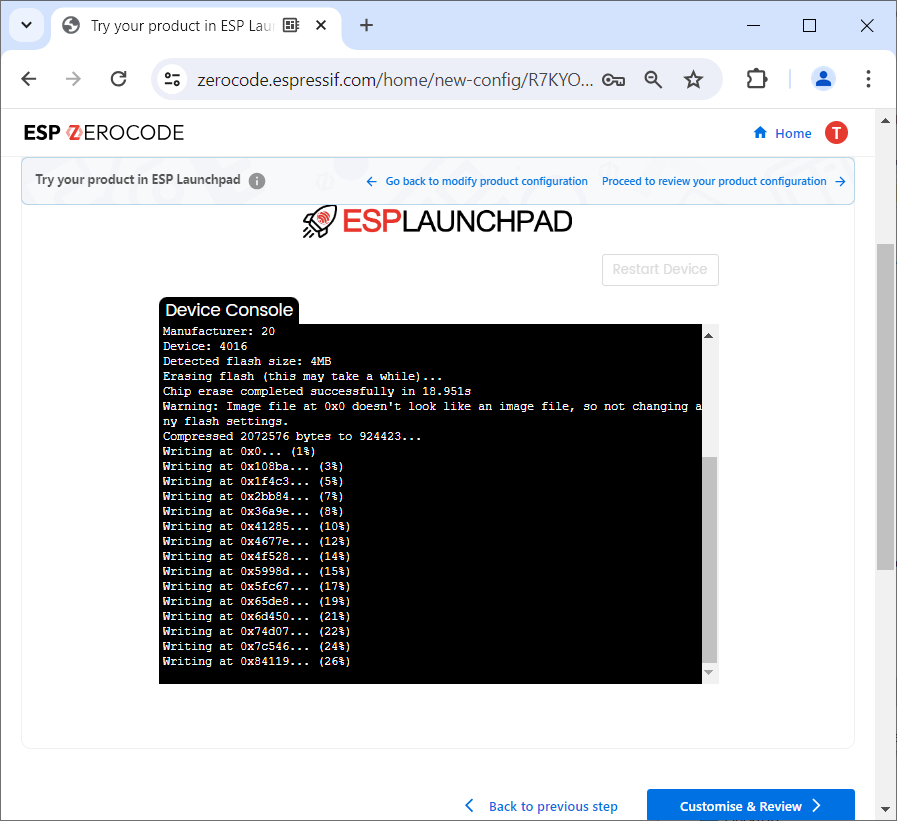 Try your product in ESP Lau
zerocode.espressif.com/home/new-config/R7KYO...
ESP ZEROCODE
Home
T
Try your product in ESP Launchpad
Go back to modify product configuration
Proceed to review your product configuration
ESPLAUNCHPAD
Restart Device
Device Console
Manufacturer: 20
Device: 4016
Detected flash size: 4MB
Erasing flash (this may take a while)...
Chip erase completed successfully in 18.951s
Warning: Image file at 0x0 doesn't look like an image file, so not changing a
ny flash settings.
Compressed 2072576 bytes to 924423...
Writing at 0x0... (1%)
Writing at 0x108ba... (3%)
Writing at 0x1f4c3... (5%)
Writing at 0x2bb84... (7%)
Writing at 0x36a9e... (8%)
Writing at 0x41285... (10%)
Writing at 0x4677e... (12%)
Writing at 0x4f528... (14%)
Writing at 0x5998d... (15%)
Writing at 0x5fc67... (17%)
Writing at 0x65de8... (19%)
Writing at 0x6d450... (21%)
Writing at 0x74d07... (22%)
Writing at 0x7c546... (24%)
Writing at 0x84119... (26%)
Back to previous step
Customise & Review